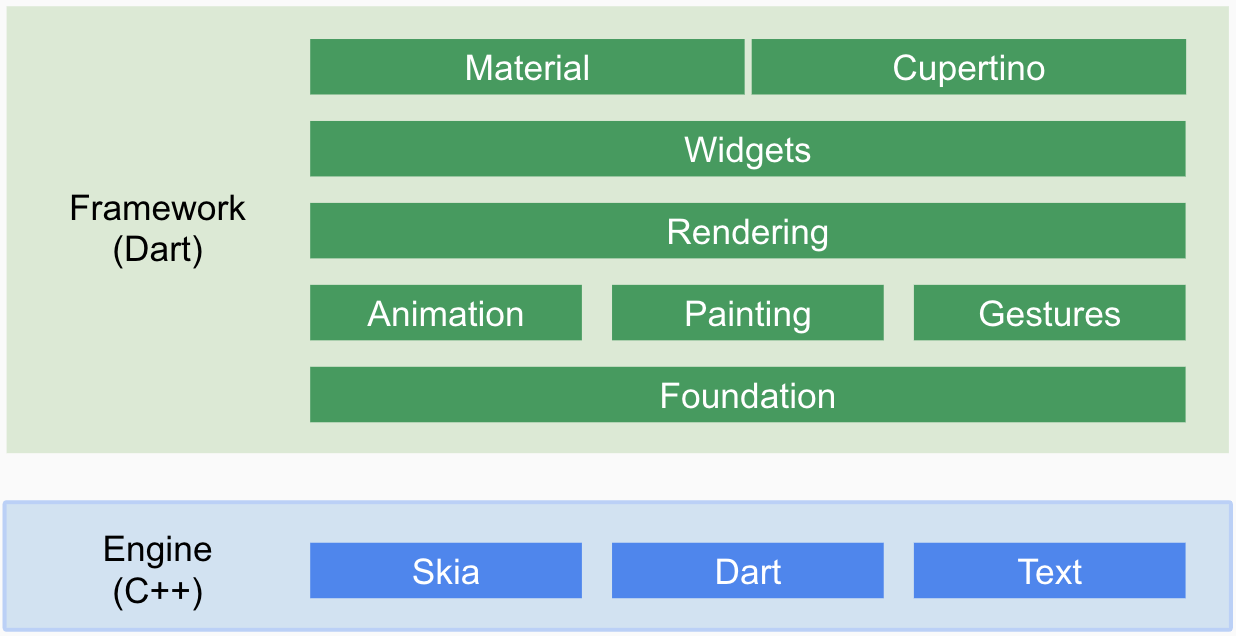 Material
Cupertino
Widgets
Framework
(Dart)
Rendering
Animation
Painting
Gestures
Foundation
Engine
(C++)
Skia
Dart
Text